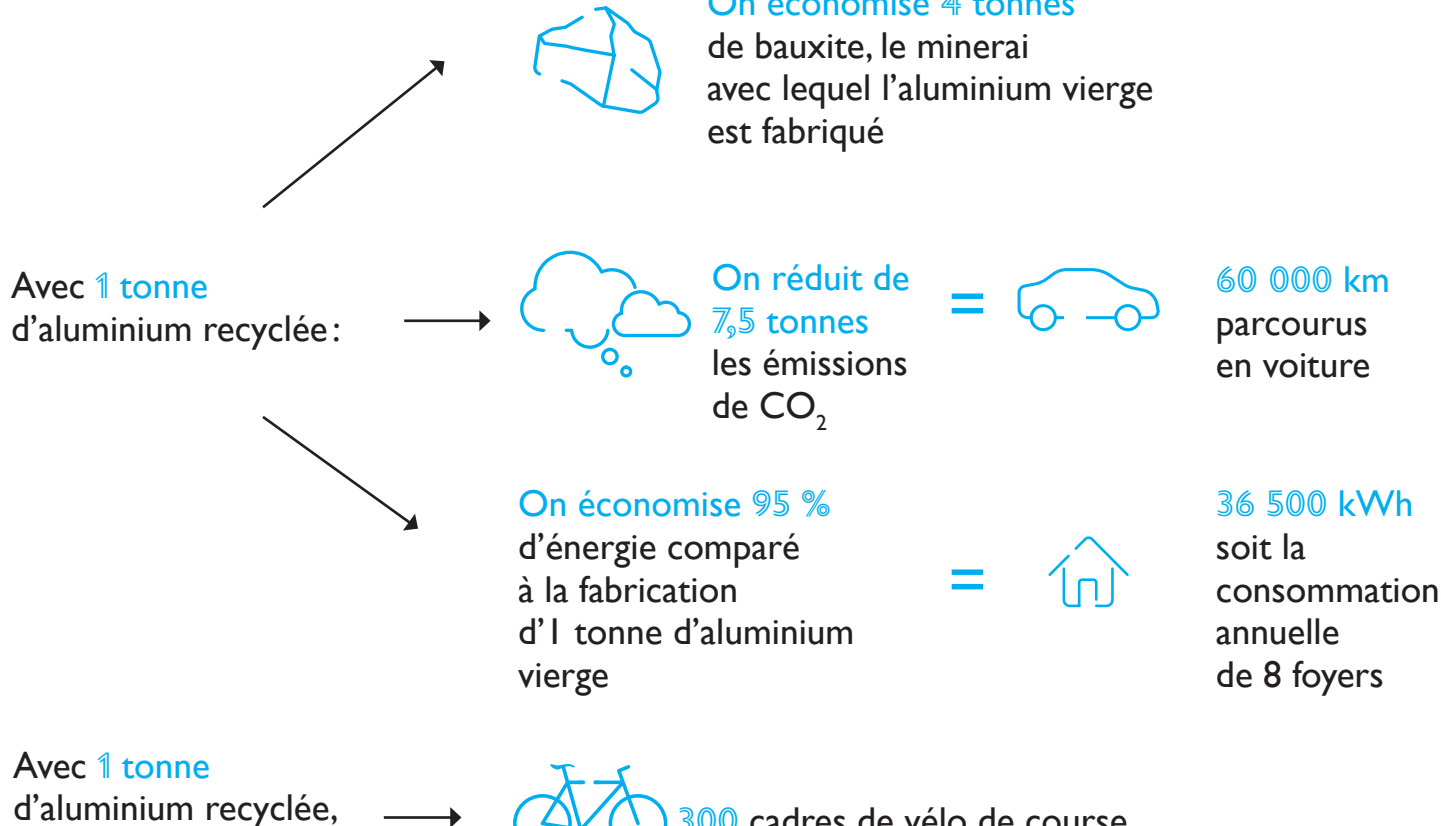 On économise 4 tonnes
de bauxite, le minerai
avec lequel l'aluminium vierge
est fabriqué
Avec 1 tonne
d'aluminium recyclée :
On réduit de
7,5 tonnes
les émissions
de CO₂
=
60 000 km
parcourus
en voiture
On économise 95 %
d'énergie comparé
à la fabrication
d'1 tonne d'aluminium
vierge
=
36 500 kWh
soit la
consommation
annuelle
de 8 foyers
Avec 1 tonne
d'aluminium recyclée,
300 cadres de vélo de course